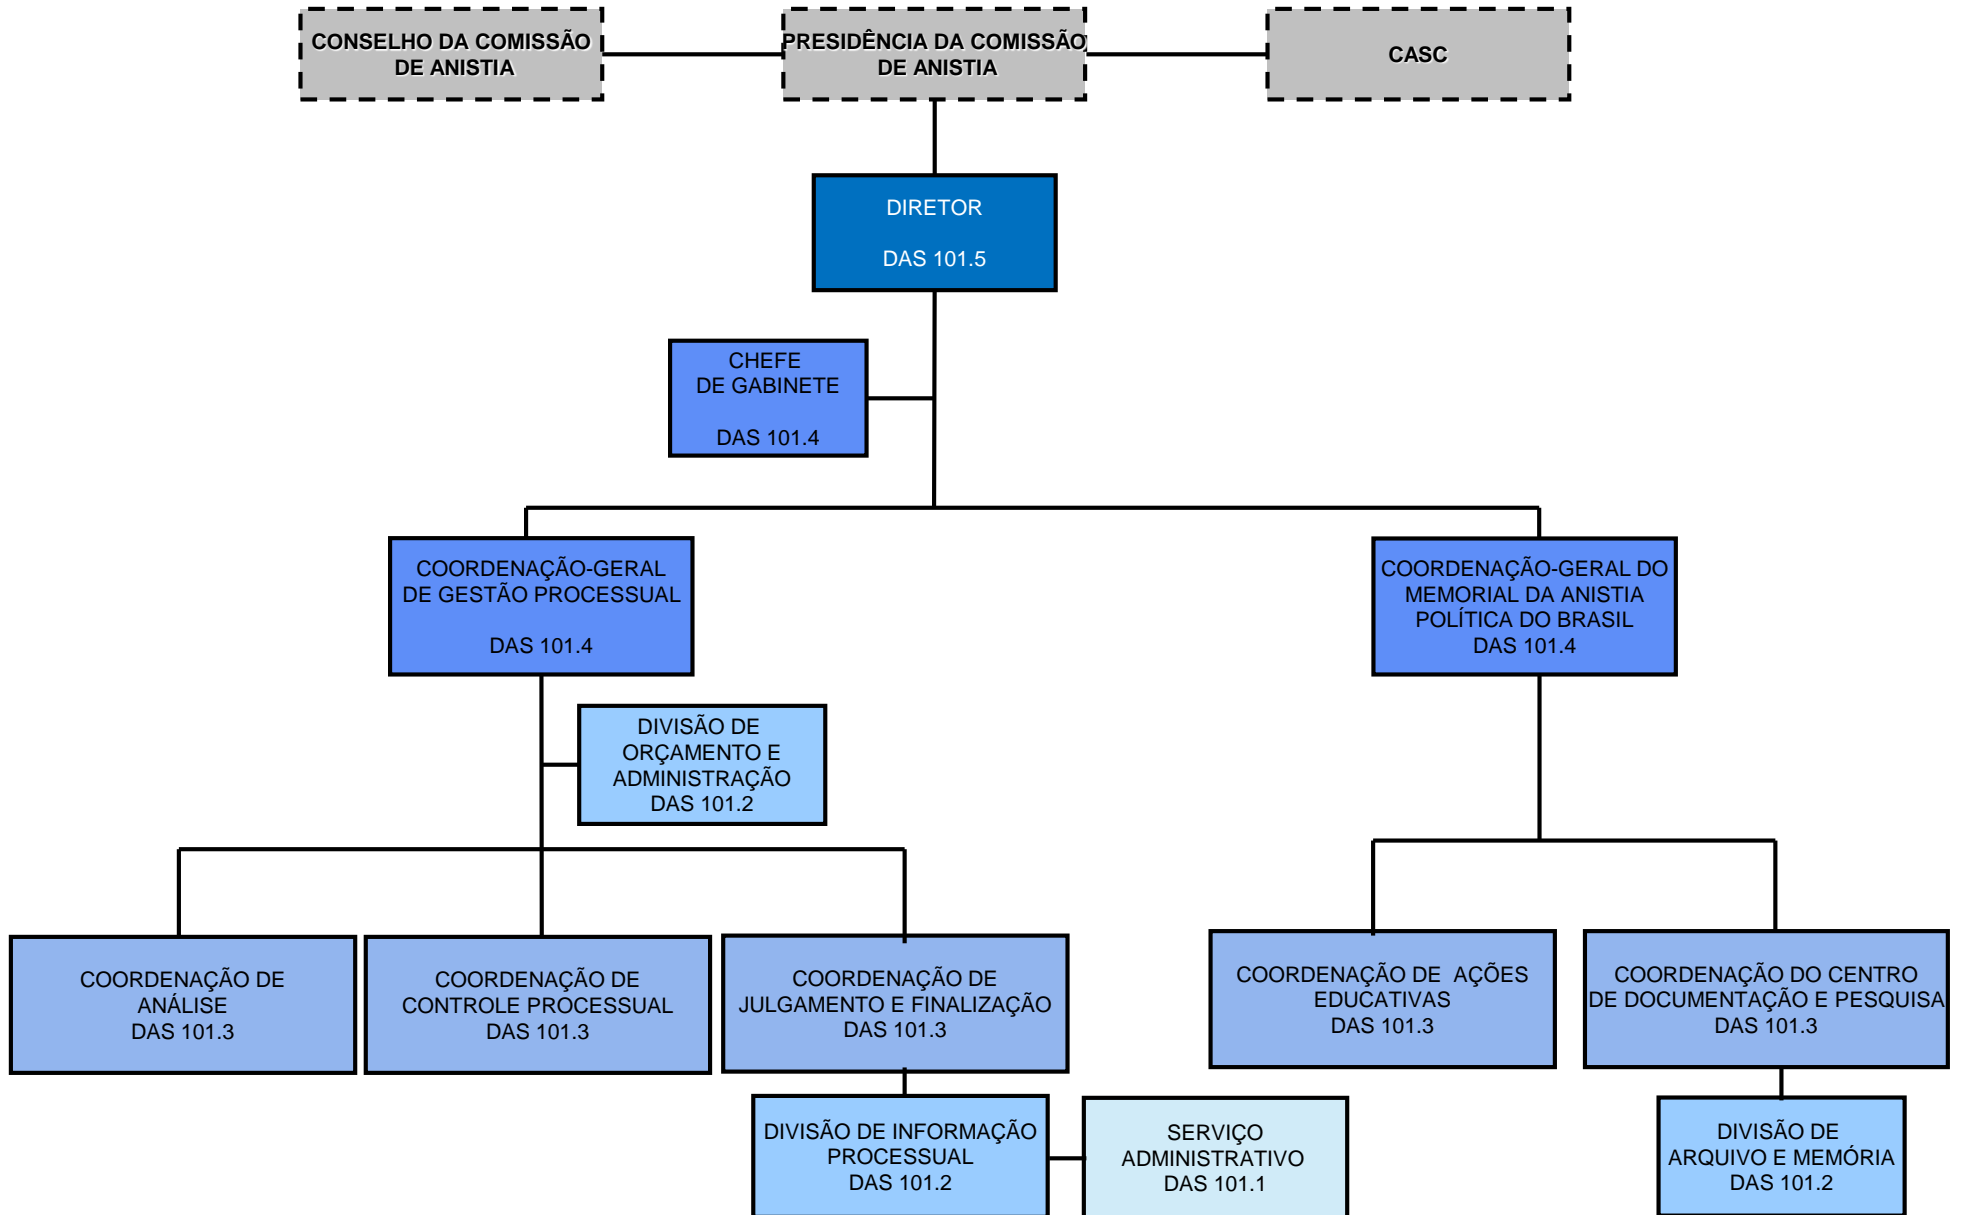 CONSELHO DA COMISSÃO
DE ANISTIA
PRESIDÊNCIA DA COMISSÃO
DE ANISTIA
CASC
DIRETOR
DAS 101.5
CHEFE
DE GABINETE
DAS 101.4
COORDENAÇÃO-GERAL
DE GESTÃO PROCESSUAL
DAS 101.4
COORDENAÇÃO-GERAL DO
MEMORIAL DA ANISTIA
POLÍTICA DO BRASIL
DAS 101.4
DIVISÃO DE
ORÇAMENTO E
ADMINISTRAÇÃO
DAS 101.2
COORDENAÇÃO DE
ANÁLISE
DAS 101.3
COORDENAÇÃO DE
CONTROLE PROCESSUAL
DAS 101.3
COORDENAÇÃO DE
JULGAMENTO E FINALIZAÇÃO
DAS 101.3
COORDENAÇÃO DE  AÇÕES
EDUCATIVAS
DAS 101.3
COORDENAÇÃO DO CENTRO
DE DOCUMENTAÇÃO E PESQUISA
DAS 101.3
DIVISÃO DE INFORMAÇÃO
PROCESSUAL
DAS 101.2
SERVIÇO
ADMINISTRATIVO
DAS 101.1
DIVISÃO DE
ARQUIVO E MEMÓRIA
DAS 101.2